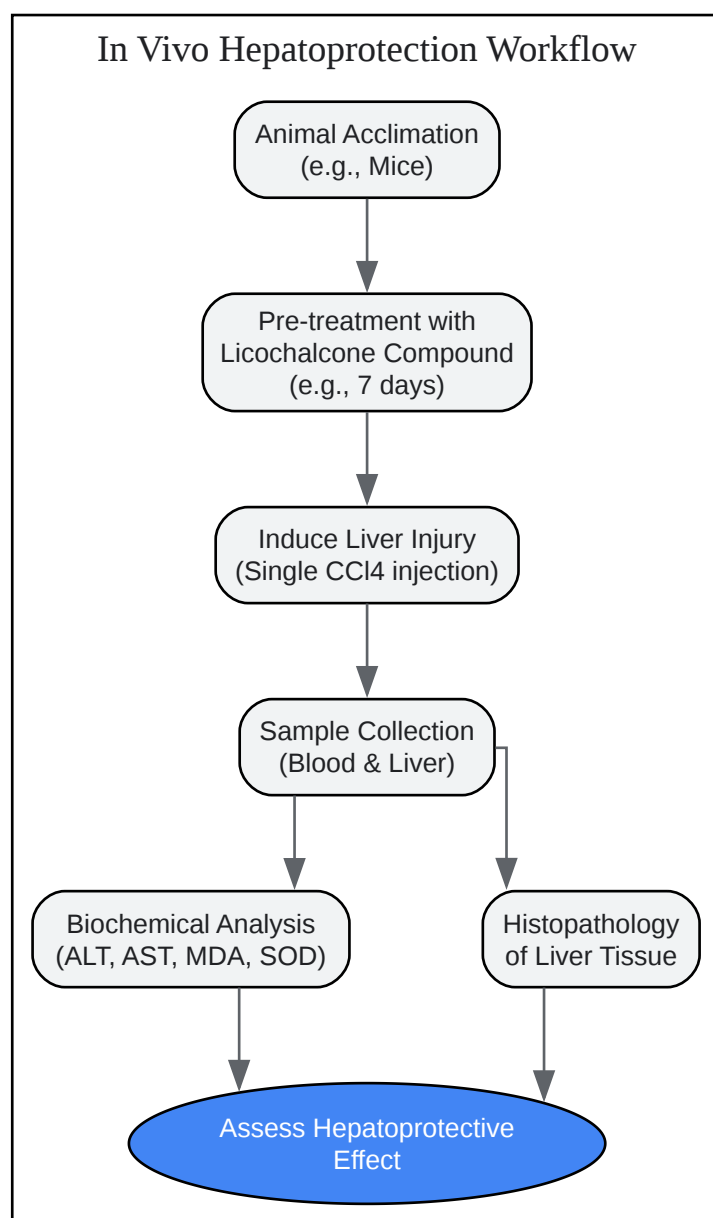 In Vivo Hepatoprotection Workflow
Animal Acclimation
(e.g., Mice)
Pre-treatment with
Licochalcone Compound
(e.g., 7 days)
Induce Liver Injury
(Single CCl4 injection)
Sample Collection
(Blood & Liver)
Biochemical Analysis
(ALT, AST, MDA, SOD)
Histopathology
of Liver Tissue
Assess Hepatoprotective
Effect